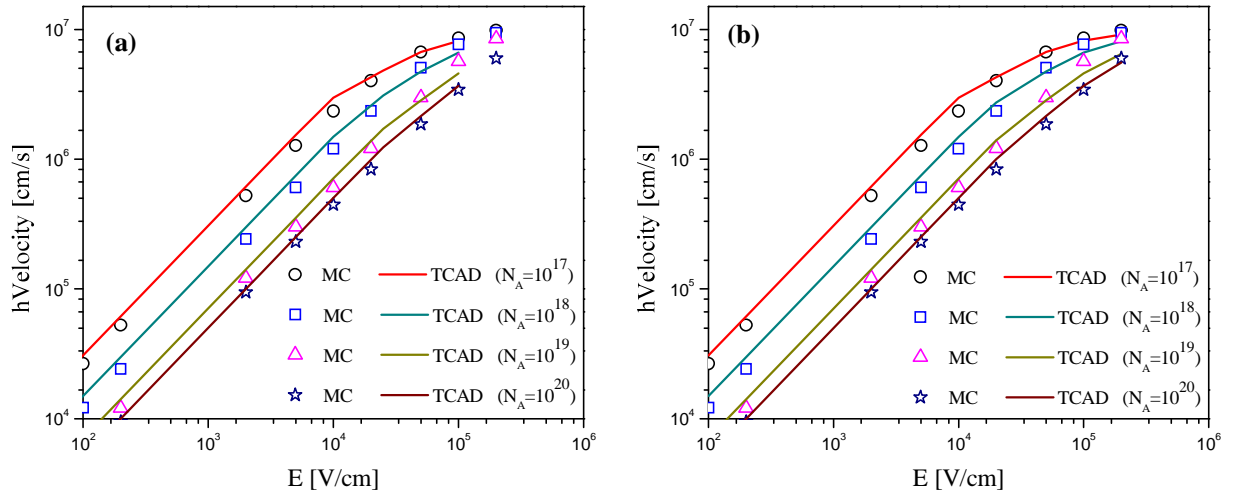 (a)
hVelocity [cm/s]
10^7
10^6
10^5
10^4
MC TCAD (N_A=10^17)
MC TCAD (N_A=10^18)
MC TCAD (N_A=10^19)
MC TCAD (N_A=10^20)
10^2 10^3 10^4 10^5 10^6
E [V/cm]
(b)
hVelocity [cm/s]
10^7
10^6
10^5
10^4
MC TCAD (N_A=10^17)
MC TCAD (N_A=10^18)
MC TCAD (N_A=10^19)
MC TCAD (N_A=10^20)
10^2 10^3 10^4 10^5 10^6
E [V/cm]